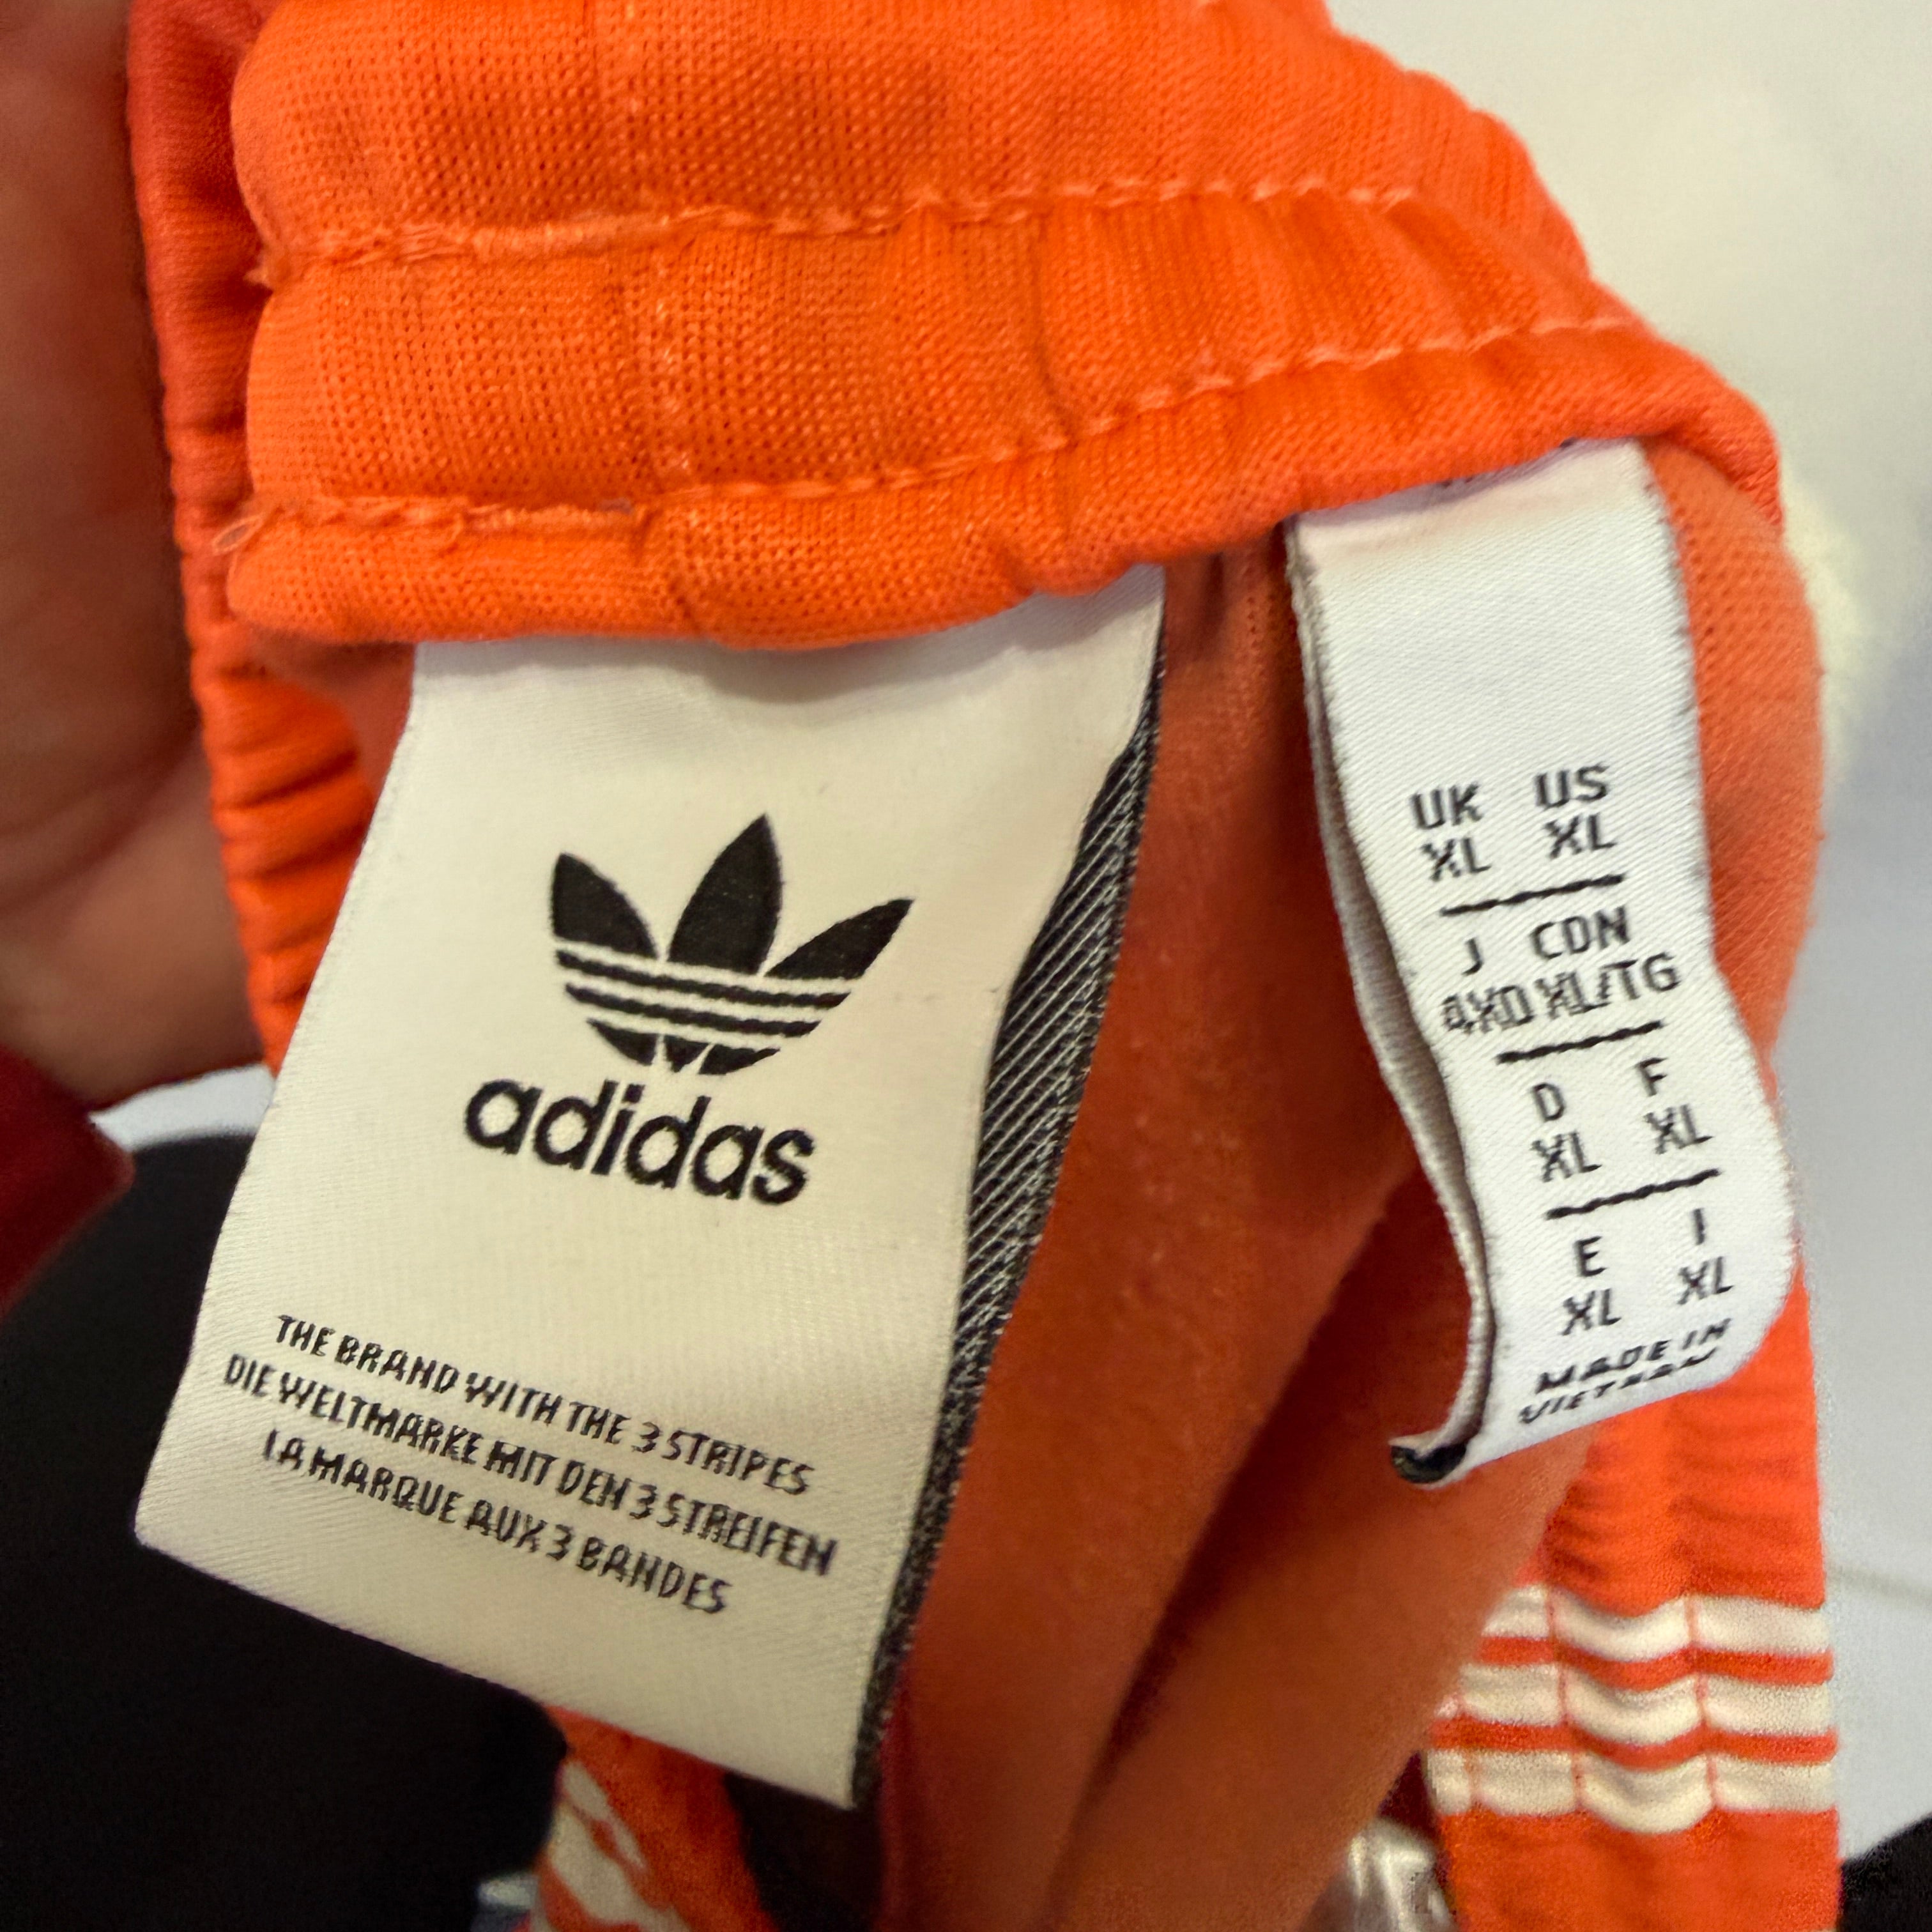 adidas
THE BRAND WITH THE 3 STRIPES
DIE WELTMARKE MIT DEN 3 STREIFEN
LA MARQUE AUX 3 BANDES
UK US
XL XL
J CDN
4XO XL/TG
D F
XL XL
E I
XL XL
MADE IN
VIETNAM